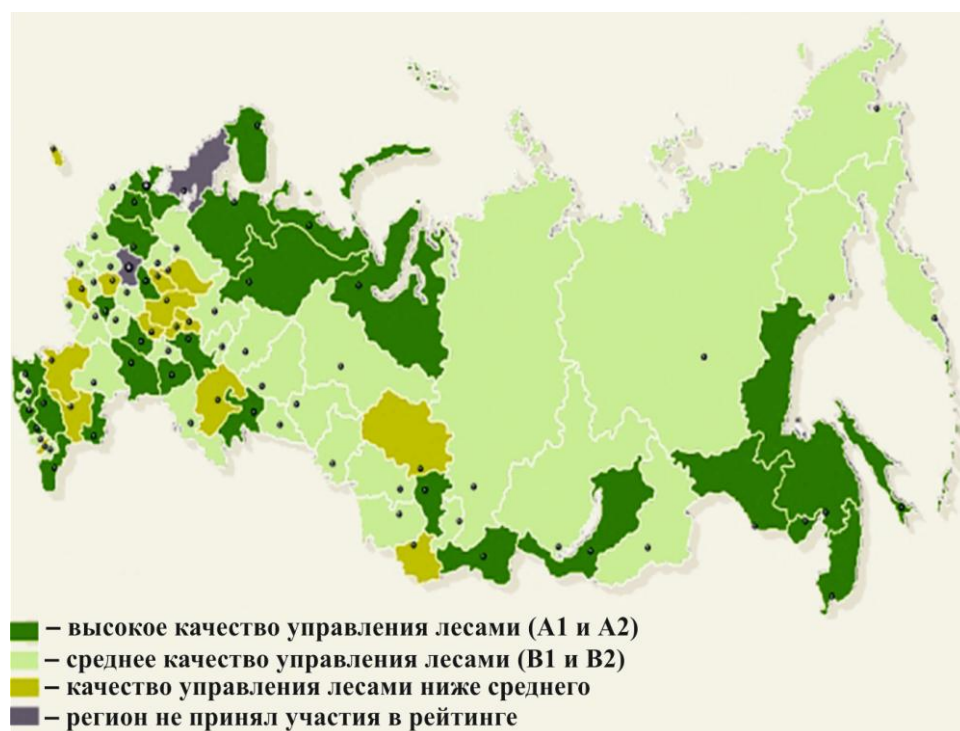 – высокое качество управления лесами (А1 и А2)
– среднее качество управления лесами (В1 и В2)
– качество управления лесами ниже среднего
– регион не принял участия в рейтинге